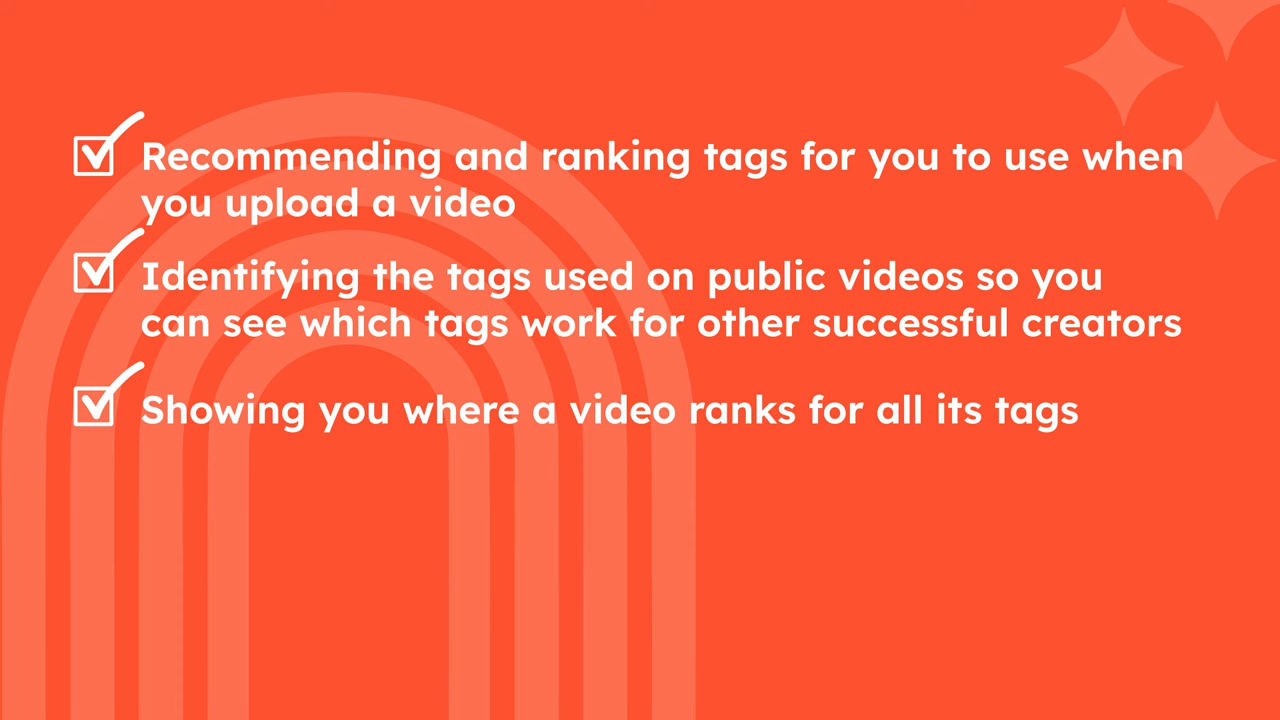 Recommending and ranking tags for you to use when
you upload a video
Identifying the tags used on public videos so you
can see which tags work for other successful creators
Showing you where a video ranks for all its tags